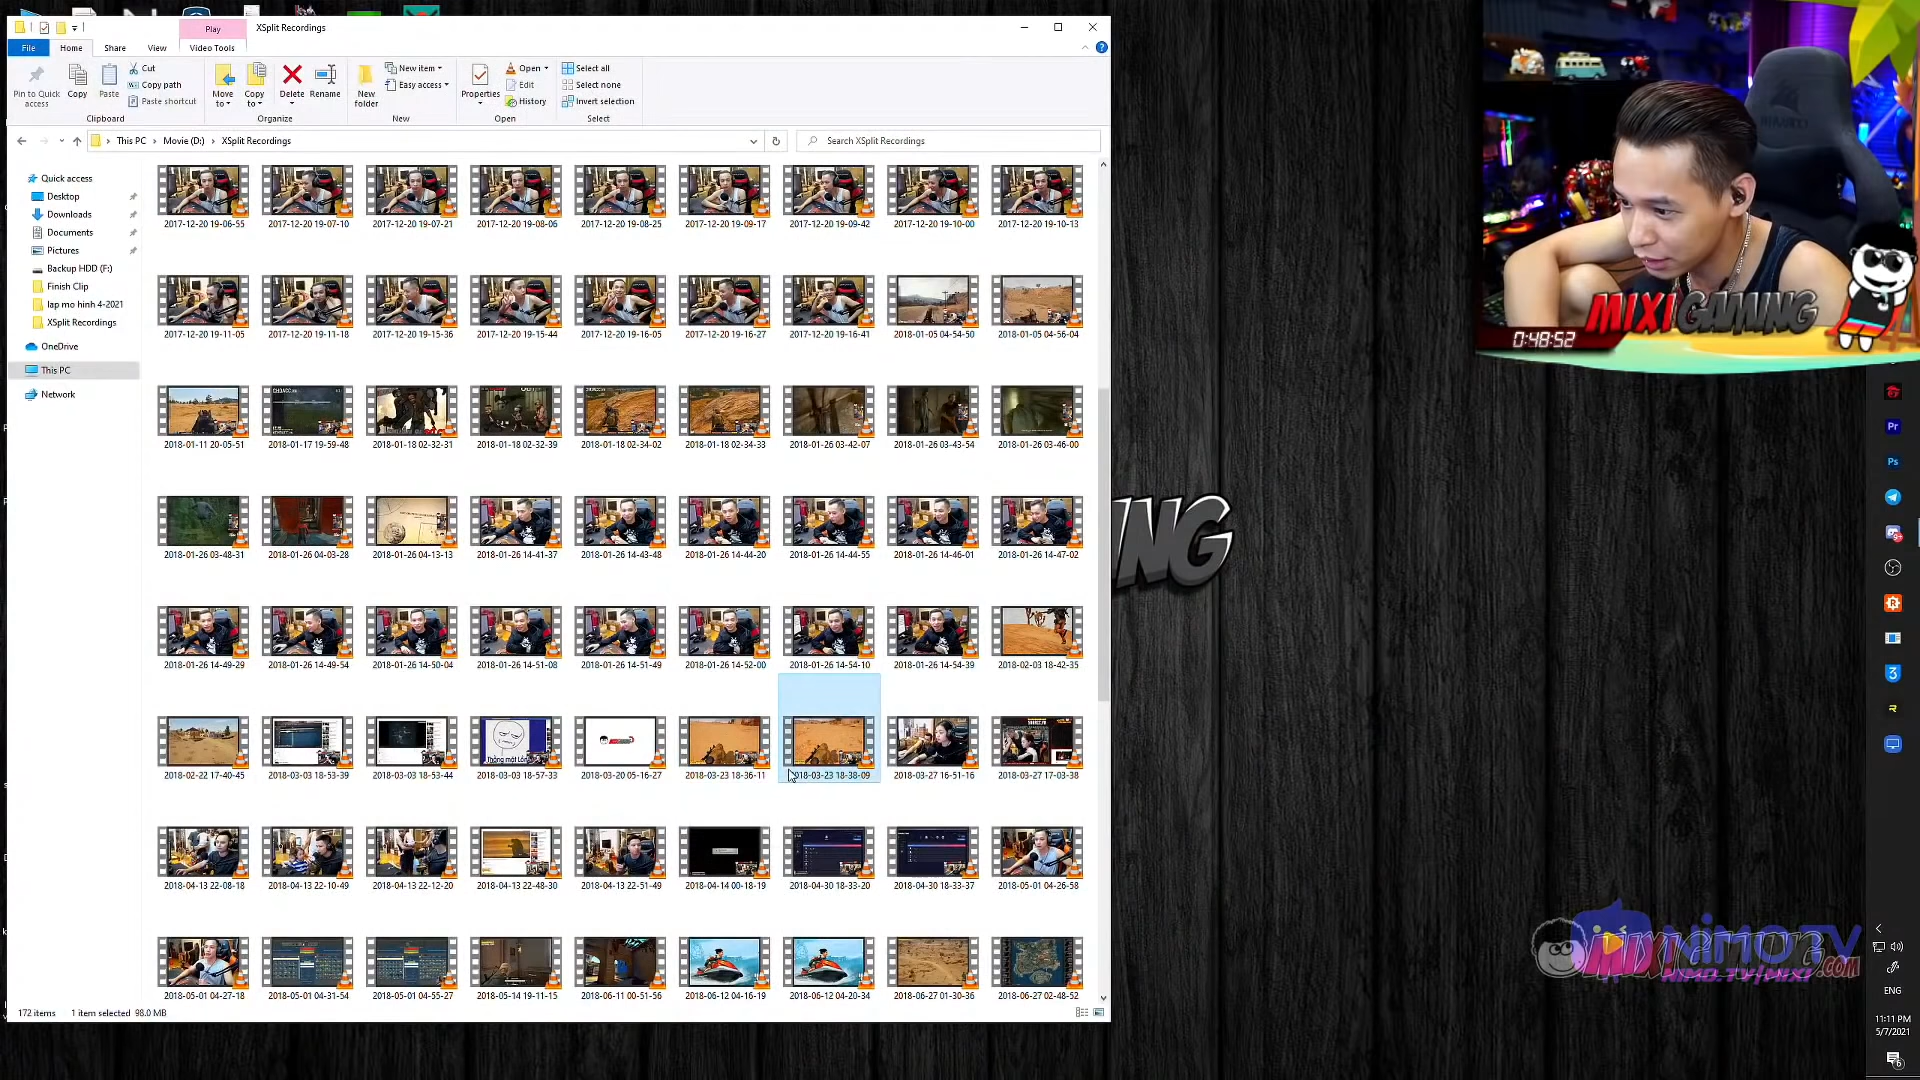 Play
XSplit Recordings
File
Home
Share
View
Video Tools
Pin to Quick access
Copy
Paste
Cut
Copy path
Paste shortcut
Clipboard
Move to
Copy to
Delete
Rename
Organize
New folder
New item
Easy access
New
Properties
Open
Edit
History
Open
Select all
Select none
Invert selection
Select
This PC > Movie (D:) > XSplit Recordings
Search XSplit Recordings
Quick access
Desktop
Downloads
Documents
Pictures
Backup HDD (F:)
Finish Clip
lap mo hinh 4-2021
XSplit Recordings
OneDrive
This PC
Network
2017-12-20 19-06-55 2017-12-20 19-07-10 2017-12-20 19-07-21 2017-12-20 19-08-06 2017-12-20 19-08-25 2017-12-20 19-09-17 2017-12-20 19-09-42 2017-12-20 19-10-00 2017-12-20 19-10-13
2017-12-20 19-11-05 2017-12-20 19-11-18 2017-12-20 19-15-36 2017-12-20 19-15-44 2017-12-20 19-16-05 2017-12-20 19-16-27 2017-12-20 19-16-41 2018-01-05 04-54-50 2018-01-05 04-56-04
2018-01-11 20-05-51 2018-01-17 19-59-48 2018-01-18 02-32-31 2018-01-18 02-32-39 2018-01-18 02-34-02 2018-01-18 02-34-33 2018-01-26 03-42-07 2018-01-26 03-43-54 2018-01-26 03-46-00
2018-01-26 03-48-31 2018-01-26 04-03-28 2018-01-26 04-13-13 2018-01-26 14-41-37 2018-01-26 14-43-48 2018-01-26 14-44-20 2018-01-26 14-44-55 2018-01-26 14-46-01 2018-01-26 14-47-02
2018-01-26 14-49-29 2018-01-26 14-49-54 2018-01-26 14-50-04 2018-01-26 14-51-08 2018-01-26 14-51-49 2018-01-26 14-52-00 2018-01-26 14-54-10 2018-01-26 14-54-39 2018-02-03 18-42-35
2018-02-22 17-40-45 2018-03-03 18-53-39 2018-03-03 18-53-44 2018-03-03 18-57-33 2018-03-20 05-16-27 2018-03-23 18-36-11 2018-03-23 18-38-09 2018-03-27 16-51-16 2018-03-27 17-03-38
2018-04-13 22-08-18 2018-04-13 22-10-49 2018-04-13 22-12-20 2018-04-13 22-48-30 2018-04-13 22-51-49 2018-04-14 00-18-19 2018-04-30 18-33-20 2018-04-30 18-33-37 2018-05-01 04-26-58
2018-05-01 04-27-18 2018-05-01 04-31-54 2018-05-01 04-55-27 2018-05-14 19-11-15 2018-06-11 00-51-56 2018-06-12 04-16-19 2018-06-12 04-20-34 2018-06-27 01-30-36 2018-06-27 02-48-52
172 items 1 item selected 98.0 MB
MIXIGAMING
0:48:52
NG
Pr
Ps
ENG
11:11 PM
5/7/2021